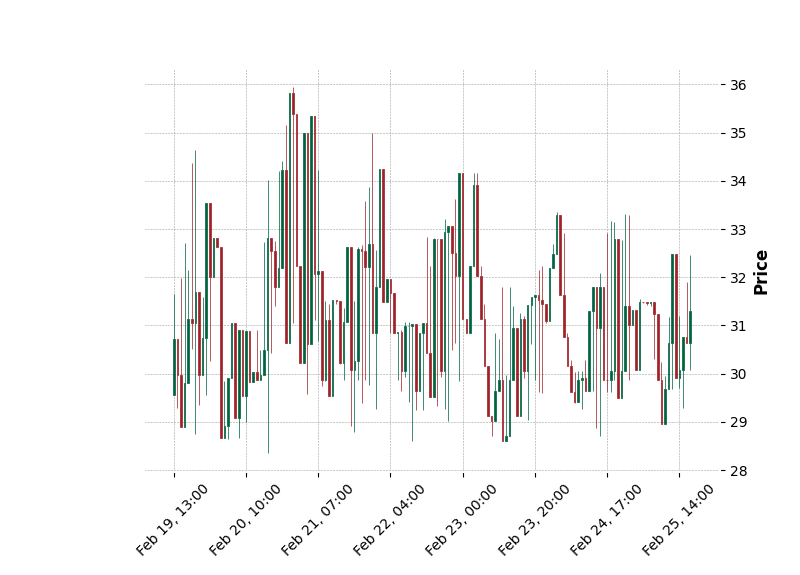 36
35
34
33
32
31
30
29
28
Price
Feb 19, 13:00
Feb 20, 10:00
Feb 21, 07:00
Feb 22, 04:00
Feb 23, 00:00
Feb 23, 20:00
Feb 24, 17:00
Feb 25, 14:00